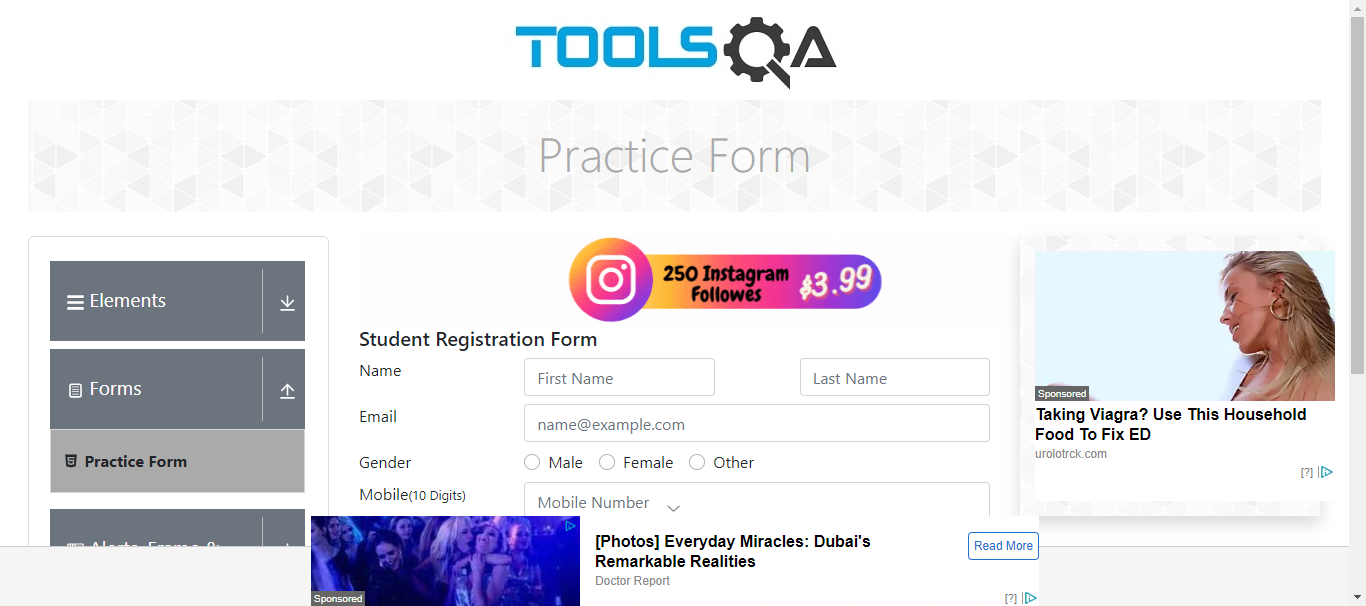 TOOLSQA
Practice Form
Elements
Forms
Practice Form
250 Instagram
Followes
$3.99
Student Registration Form
Name
First Name
Last Name
Email
name@example.com
Gender
Male
Female
Other
Mobile(10 Digits)
Mobile Number
Sponsored
Taking Viagra? Use This Household
Food To Fix ED
urolotrck.com
[?]
Sponsored
[Photos] Everyday Miracles: Dubai's
Remarkable Realities
Doctor Report
Read More
[?]